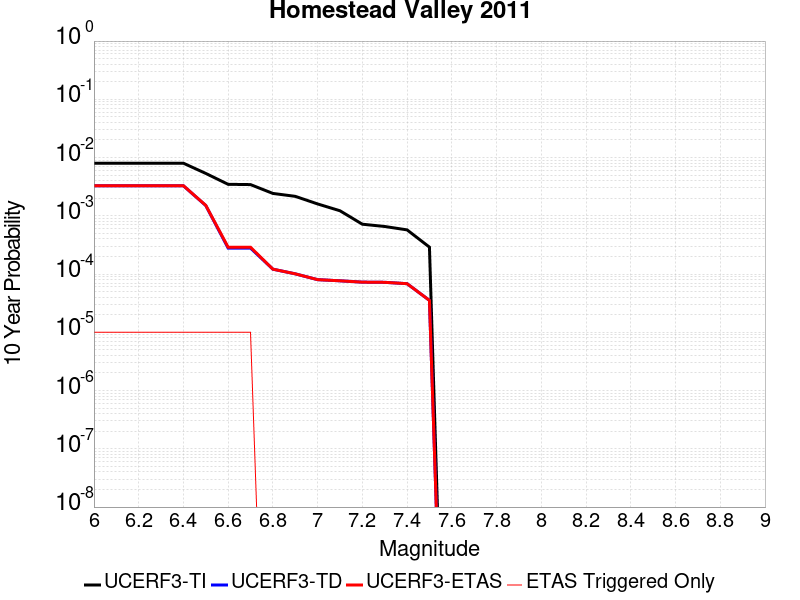 Homestead Valley 2011
10 0
10 -1
10 -2
10 -3
10 -4
10 -5
10 -6
10 -7
10 -8
10 Year Probability
6 6.2 6.4 6.6 6.8 7 7.2 7.4 7.6 7.8 8 8.2 8.4 8.6 8.8 9
Magnitude
UCERF3-TI UCERF3-TD UCERF3-ETAS ETAS Triggered Only